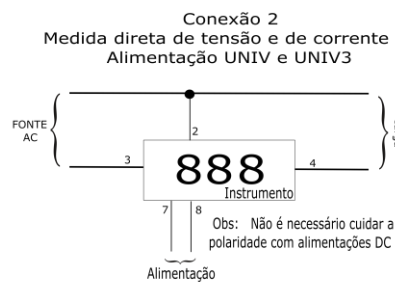 Conexão 2
Medida direta de tensão e de corrente
Alimentação UNIV e UNIV3
FONTE
AC
2
3
888
4
Instrumento
7
8
Obs: Não é necessário cuidar a
polaridade com alimentações DC
Alimentação